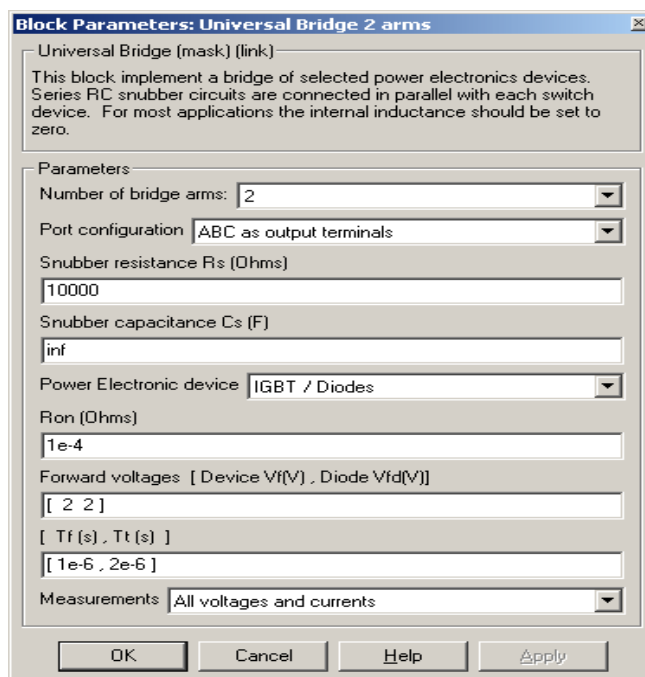 Block Parameters: Universal Bridge 2 arms
Universal Bridge (mask) (link)
This block implement a bridge of selected power electronics devices.
Series RC snubber circuits are connected in parallel with each switch
device. For most applications the internal inductance should be set to
zero.
Parameters
Number of bridge arms: 2
Port configuration ABC as output terminals
Snubber resistance Rs (Ohms)
10000
Snubber capacitance Cs (F)
inf
Power Electronic device IGBT / Diodes
Ron (Ohms)
1e-4
Forward voltages [ Device Vf(V) , Diode Vfd(V)]
[ 2 2 ]
[ Tf (s) , Tt (s) ]
[ 1e-6 , 2e-6 ]
Measurements All voltages and currents
OK Cancel Help Apply